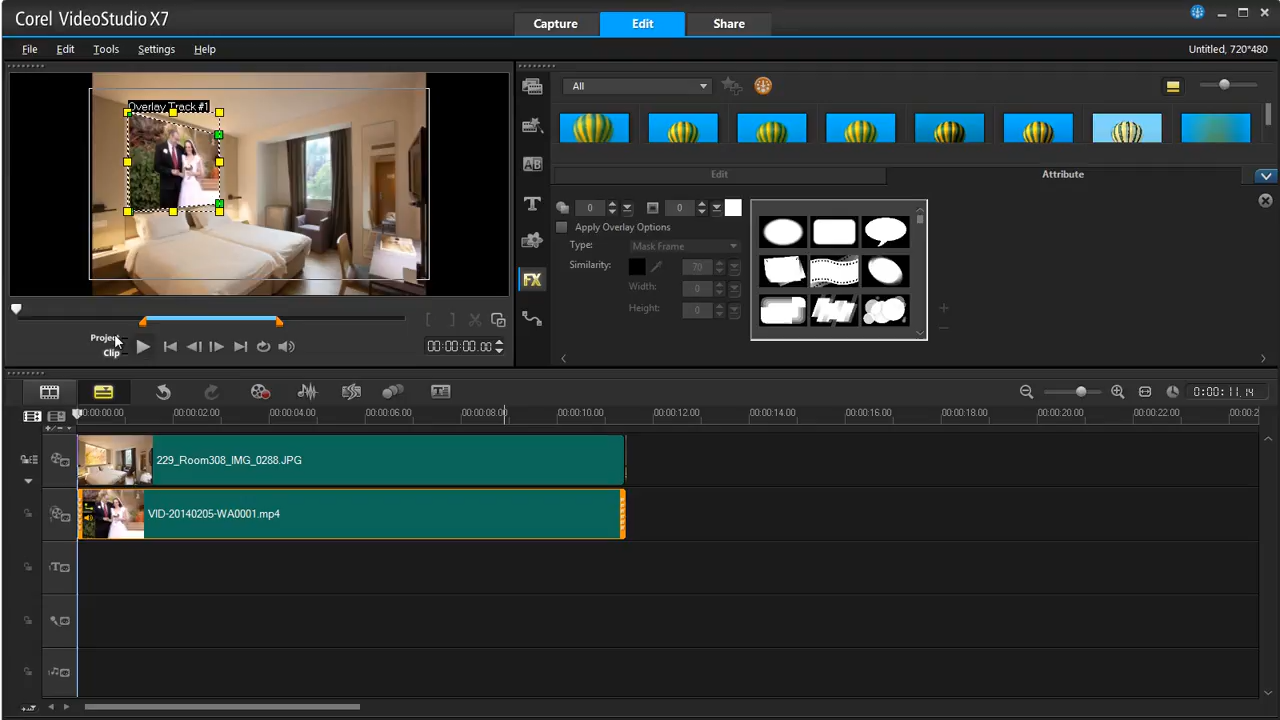 Corel VideoStudio X7
Capture
Edit
Share
File
Edit
Tools
Settings
Help
Untitled, 720*480
Overlay Track #1
All
Edit
Attribute
0
0
Apply Overlay Options
Type:
Mask Frame
Similarity:
70
Width:
0
Height:
0
Project
Clip
00:00:00.00
AB
T
FX
0:00:11.14
00:00:00.00
00:00:02.00
00:00:04.00
00:00:06.00
00:00:08.00
00:00:10.00
00:00:12.00
00:00:14.00
00:00:16.00
00:00:18.00
00:00:20.00
00:00:22.00
00:00:2
229_Room308_IMG_0288.JPG
VID-20140205-WA0001.mp4